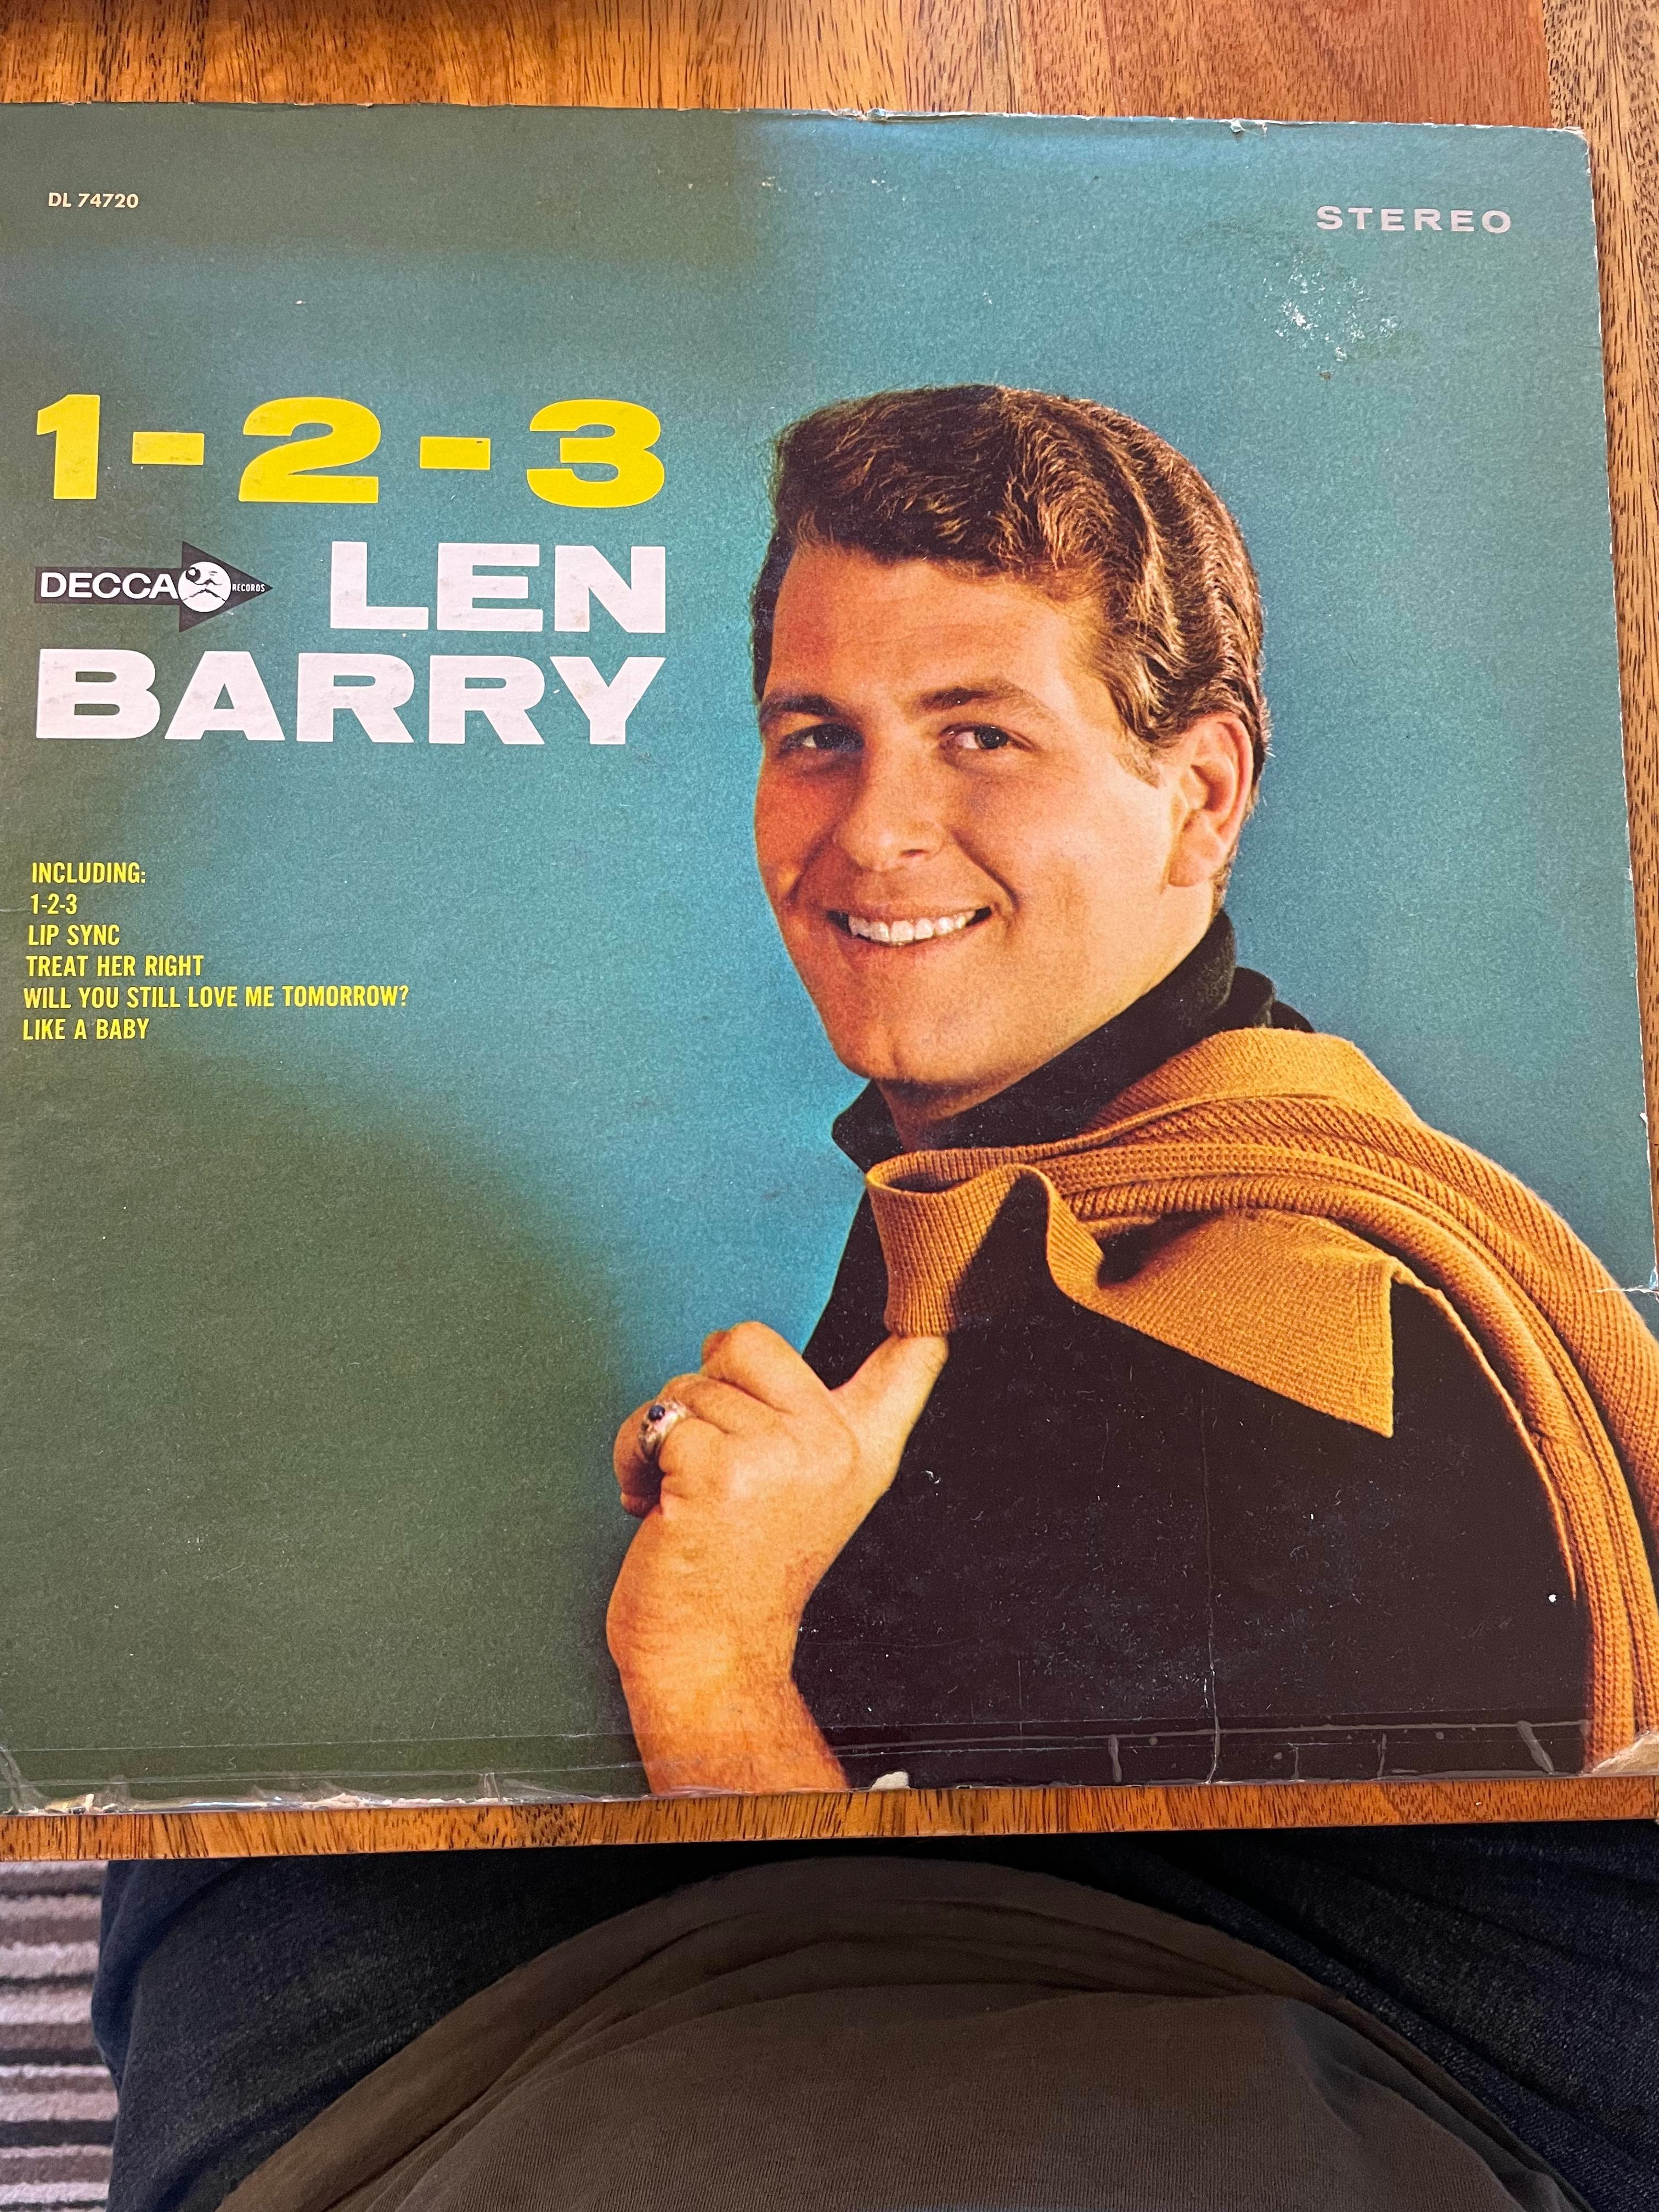 DL 74720
STEREO
1-2-3
DECCA RECORDS
LEN
BARRY
INCLUDING:
1-2-3
LIP SYNC
TREAT HER RIGHT
WILL YOU STILL LOVE ME TOMORROW?
LIKE A BABY